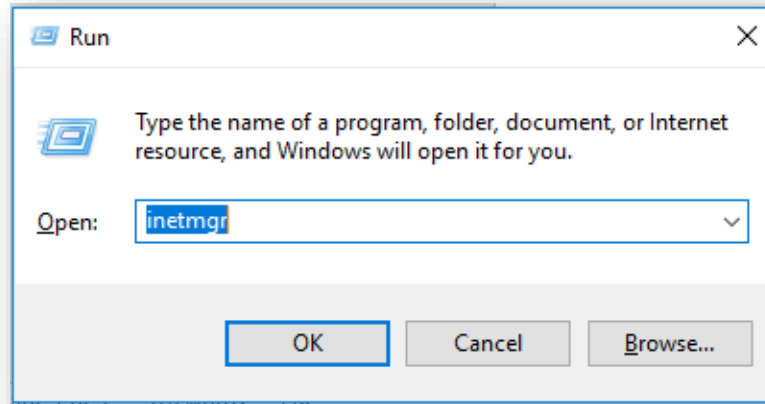 Run
Type the name of a program, folder, document, or Internet
resource, and Windows will open it for you.
Open: inetmgr
OK Cancel Browse...